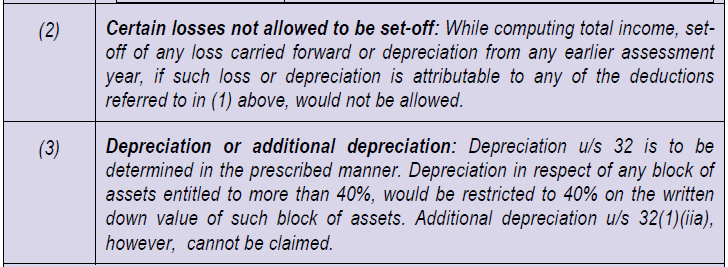 (2)
Certain losses not allowed to be set-off: While computing total income, set-
off of any loss carried forward or depreciation from any earlier assessment
year, if such loss or depreciation is attributable to any of the deductions
referred to in (1) above, would not be allowed.
(3)
Depreciation or additional depreciation: Depreciation u/s 32 is to be
determined in the prescribed manner. Depreciation in respect of any block of
assets entitled to more than 40%, would be restricted to 40% on the written
down value of such block of assets. Additional depreciation u/s 32(1)(iia),
however, cannot be claimed.